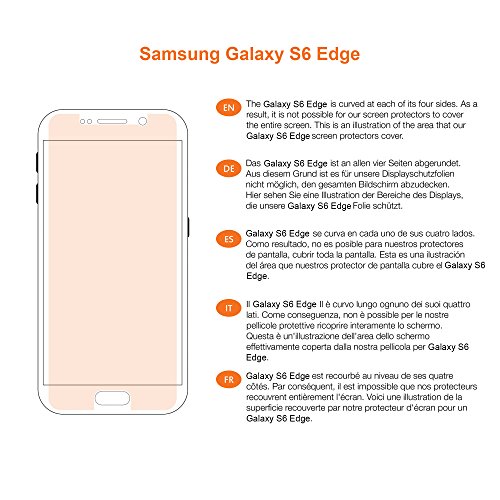 Samsung Galaxy S6 Edge
EN
The Galaxy S6 Edge is curved at each of its four sides. As a
result, it is not possible for our screen protectors to cover
the entire screen. This is an illustration of the area that our
Galaxy S6 Edge screen protectors cover.
DE
Das Galaxy S6 Edge ist an allen vier Seiten abgerundet.
Aus diesem Grund ist es für unsere Displayschutzfolien
nicht möglich, den gesamten Bildschirm abzudecken.
Hier sehen Sie eine Illustration der Bereiche des Displays,
die unsere Galaxy S6 Edge Folie schützt.
ES
Galaxy S6 Edge se curva en cada uno de sus cuatro lados.
Como resultado, no es posible para nuestros protectores
de pantalla, cubrir toda la pantalla. Esta es una ilustración
del área que nuestros protector de pantalla cubre el Galaxy S6
Edge.
IT
Il Galaxy S6 Edge Il è curvo lungo ognuno dei suoi quattro
lati. Come conseguenza, non è possible per le nostre
pellicole protettive ricoprire interamente lo schermo.
Questa è un'illustrazione dell'area dello schermo
effettivamente coperta dalla nostra pellicola per Galaxy S6
Edge.
FR
Galaxy S6 Edge est recourbé au niveau de ses quatre
côtés. Par conséquent, il est impossible que nos protecteurs
recouvrent entièrement l'écran. Voici une illustration de la
superficie recouverte par notre protecteur d'écran pour un
Galaxy S6 Edge.